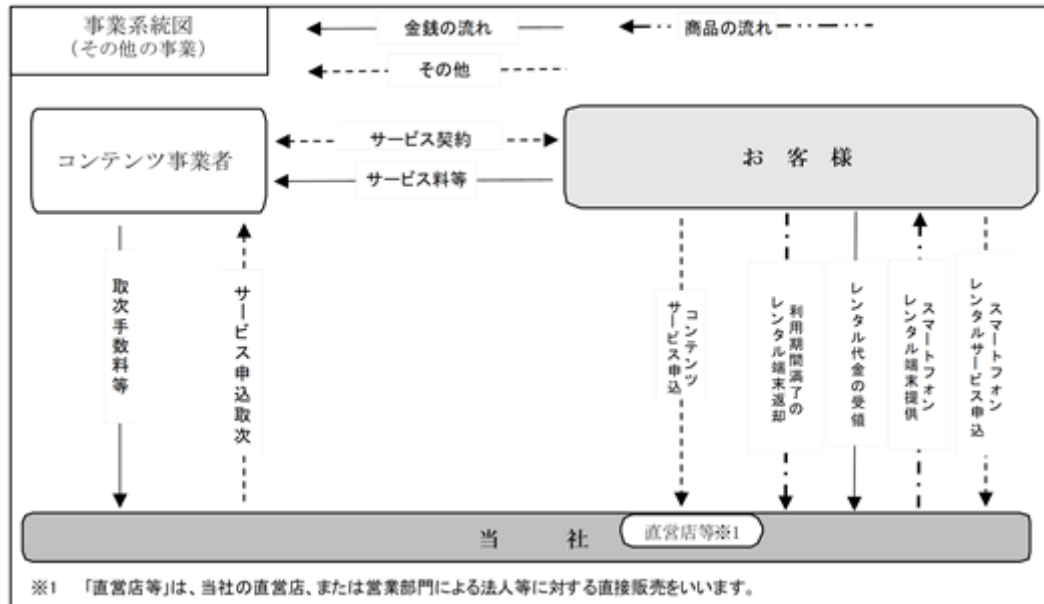 事業系統図
(その他の事業)
金銭の流れ
商品の流れ
その他
コンテンツ事業者
サービス契約
サービス料等
お 客 様
取次手数料等
サービス申込取次
コンテンツ
サービス申込
利用期間満了の
レンタル端末返却
レンタル代金の受領
スマートフォン
レンタル端末提供
スマートフォン
レンタルサービス申込
当 社
直営店等※1
※1 「直営店等」は、当社の直営店、または営業部門による法人等に対する直接販売をいいます。